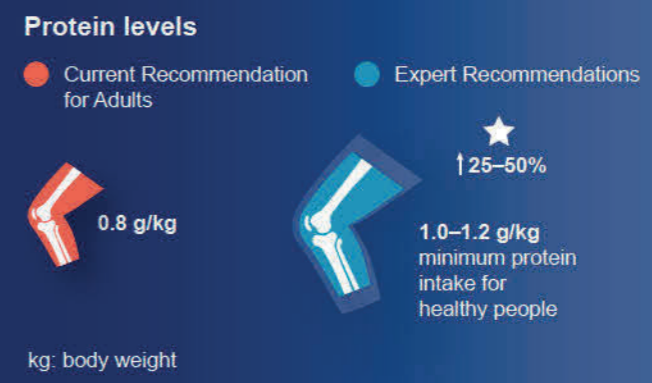 Protein levels
Current Recommendation
for Adults
Expert Recommendations
↑25–50%
0.8 g/kg
1.0–1.2 g/kg
minimum protein
intake for
healthy people
kg: body weight